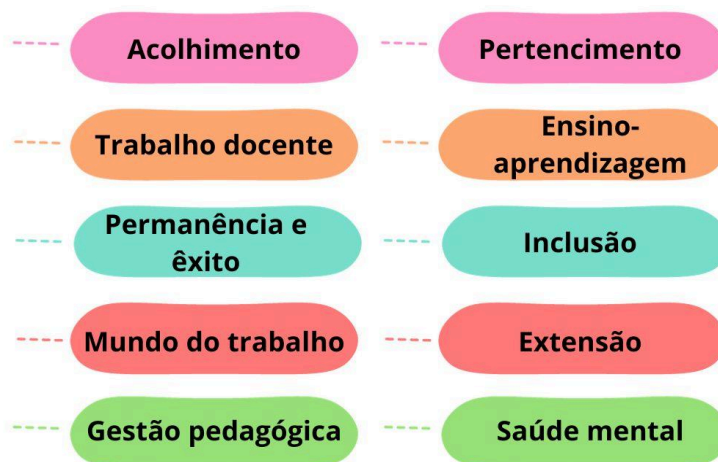 Acolhimento
Pertencimento
Trabalho docente
Ensino-
aprendizagem
Permanência e
êxito
Inclusão
Mundo do trabalho
Extensão
Gestão pedagógica
Saúde mental